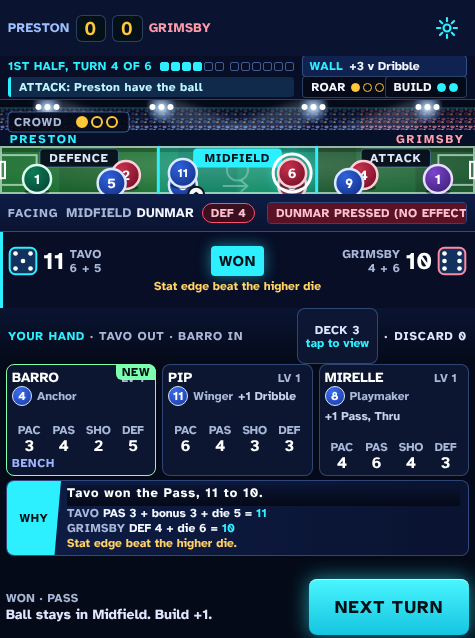 PRESTON 0 0 GRIMSBY
1ST HALF, TURN 4 OF 6
WALL +3 v Dribble
ATTACK: Preston have the ball
ROAR
BUILD
CROWD
PRESTON
GRIMSBY
DEFENCE
MIDFIELD
ATTACK
1
5
2
11
6
9
4
1
FACING MIDFIELD DUNMAR DEF 4
DUNMAR PRESSED (NO EFFECT
11 TAVO
6 + 5
WON
GRIMSBY 10
4 + 6
Stat edge beat the higher die
YOUR HAND · TAVO OUT · BARRO IN
DECK 3
tap to view
· DISCARD 0
BARRO
NEW
4 Anchor
PAC PAS SHO DEF
3 4 2 5
BENCH
PIP LV 1
11 Winger +1 Dribble
PAC PAS SHO DEF
6 4 3 3
MIRELLE LV 1
8 Playmaker
+1 Pass, Thru
PAC PAS SHO DEF
4 6 4 3
WHY
Tavo won the Pass, 11 to 10.
TAVO PAS 3 + bonus 3 + die 5 = 11
GRIMSBY DEF 4 + die 6 = 10
Stat edge beat the higher die.
WON · PASS
Ball stays in Midfield. Build +1.
NEXT TURN